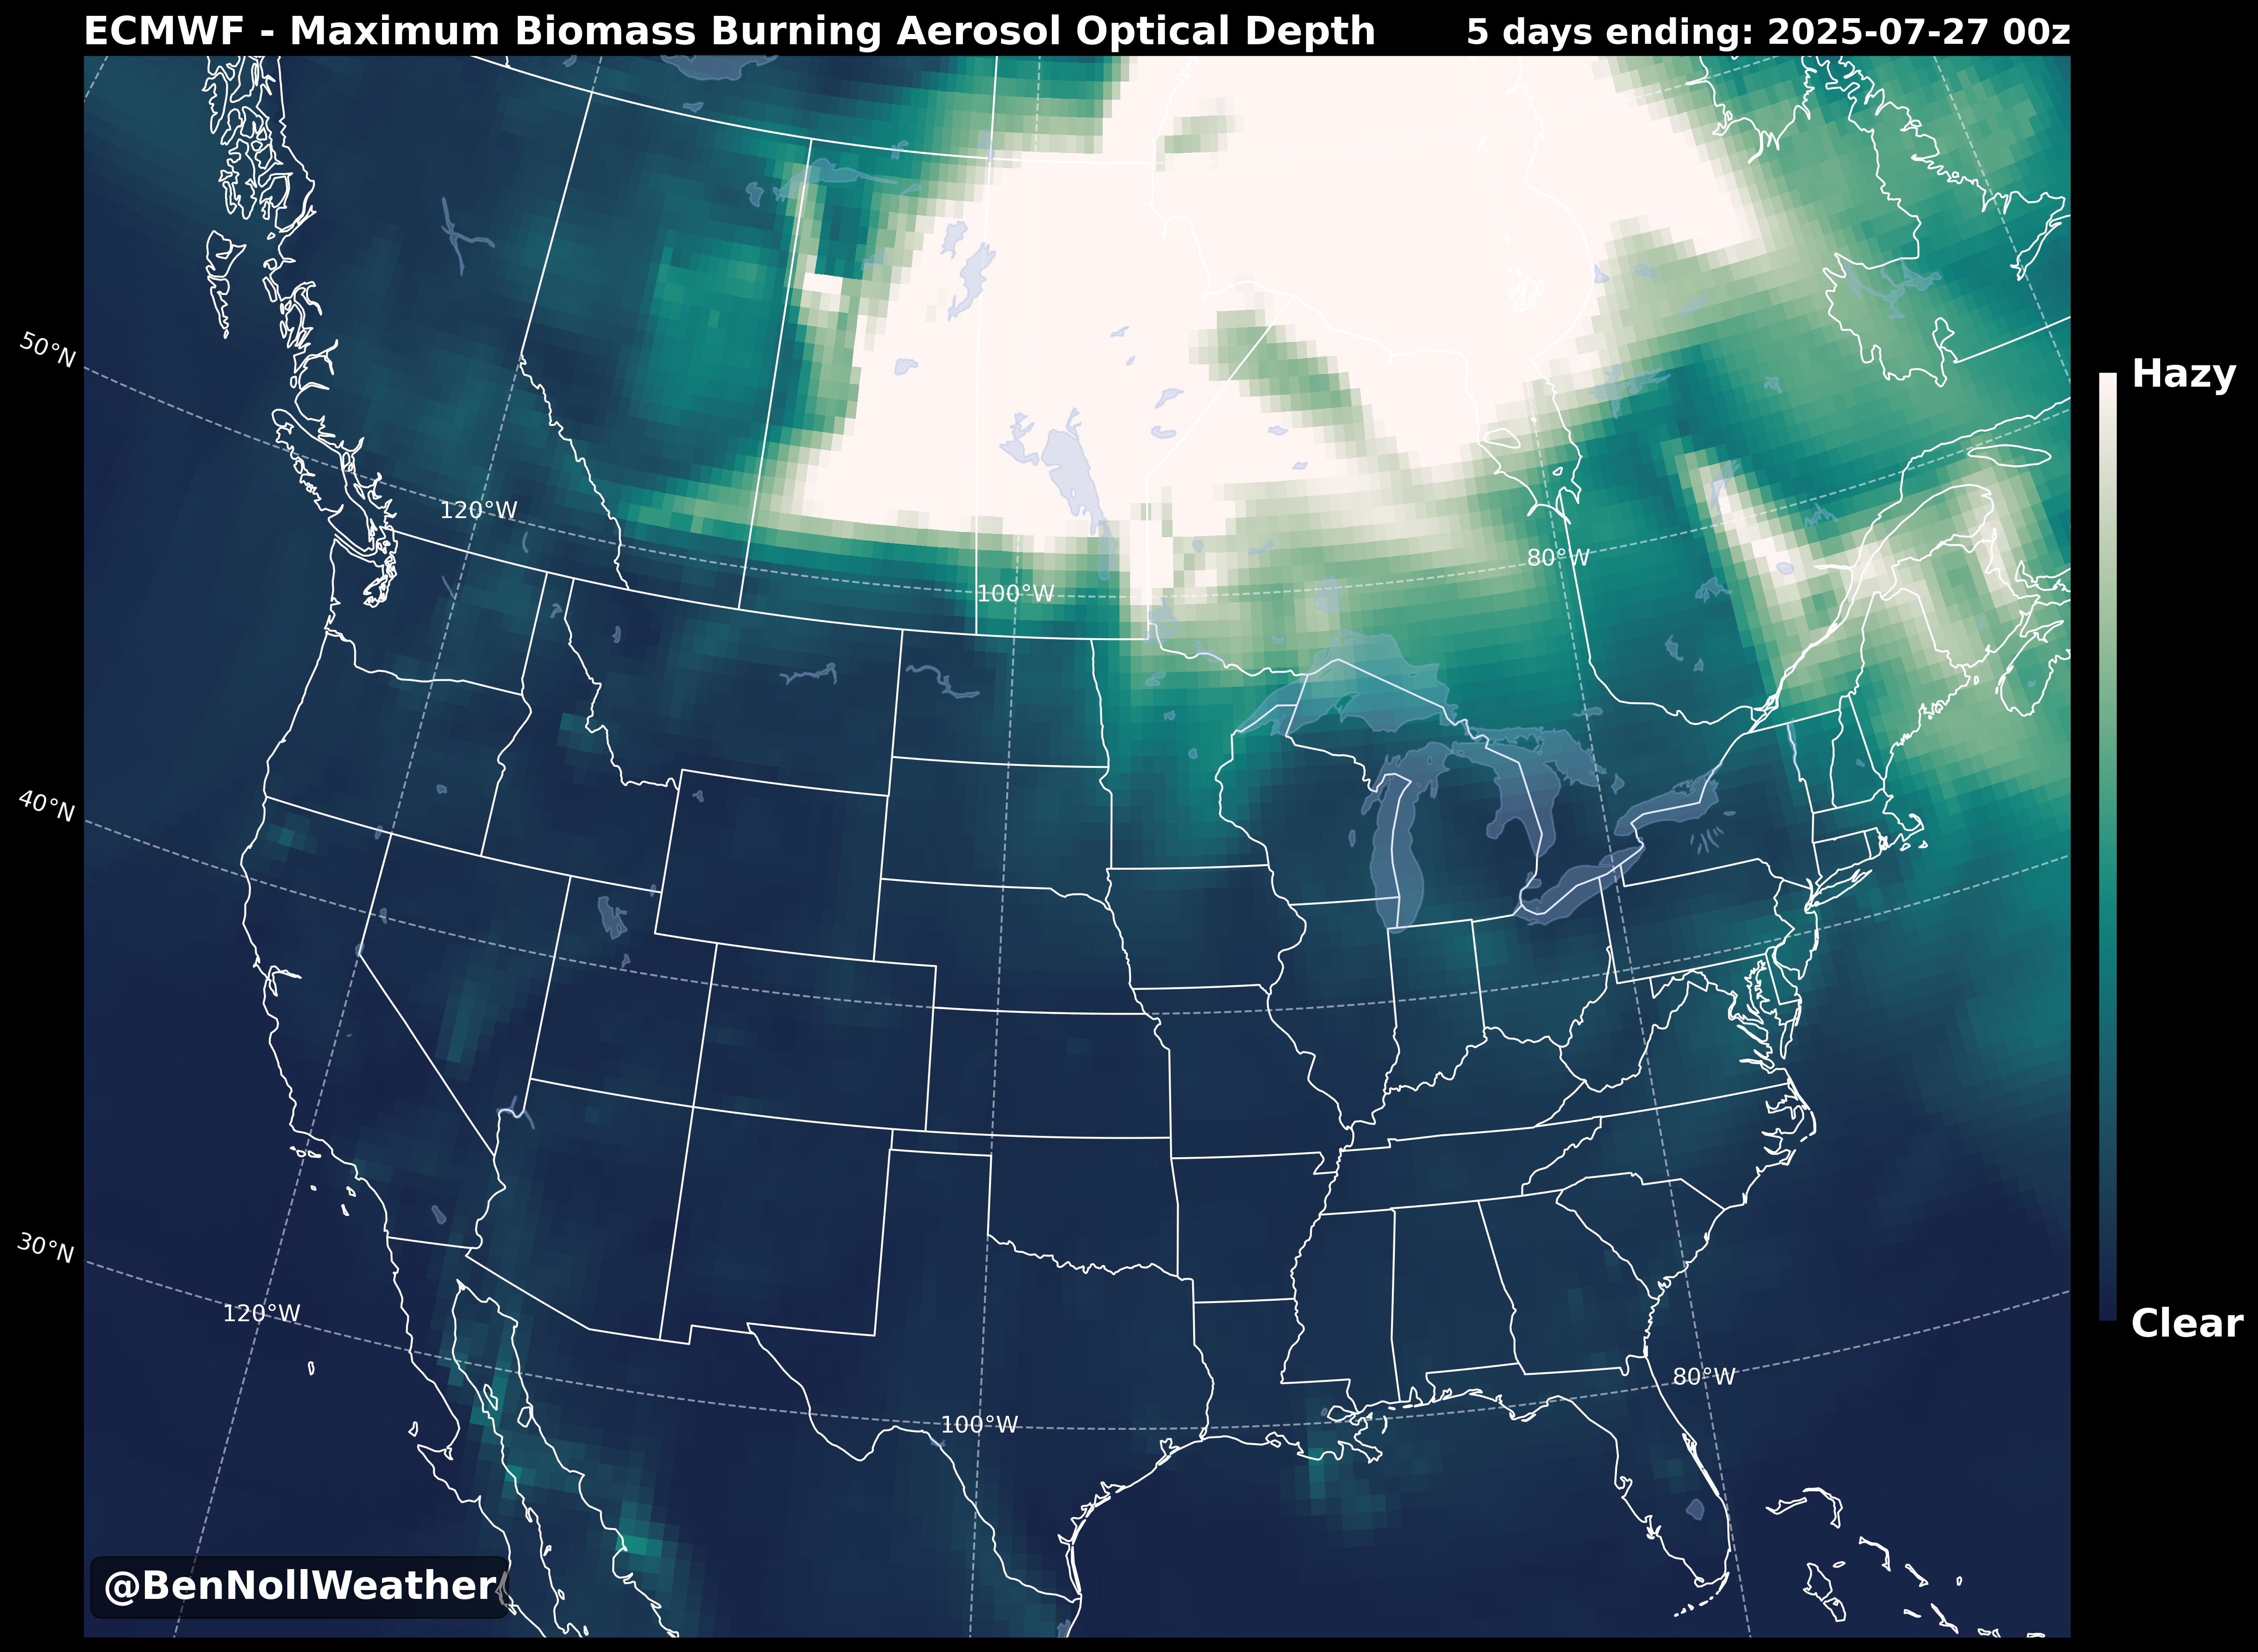 ECMWF - Maximum Biomass Burning Aerosol Optical Depth
5 days ending: 2025-07-27 00z
50°N
Hazy
120°W
80°W
100°W
40°N
30°N
120°W
Clear
80°W
100°W
@BenNollWeather